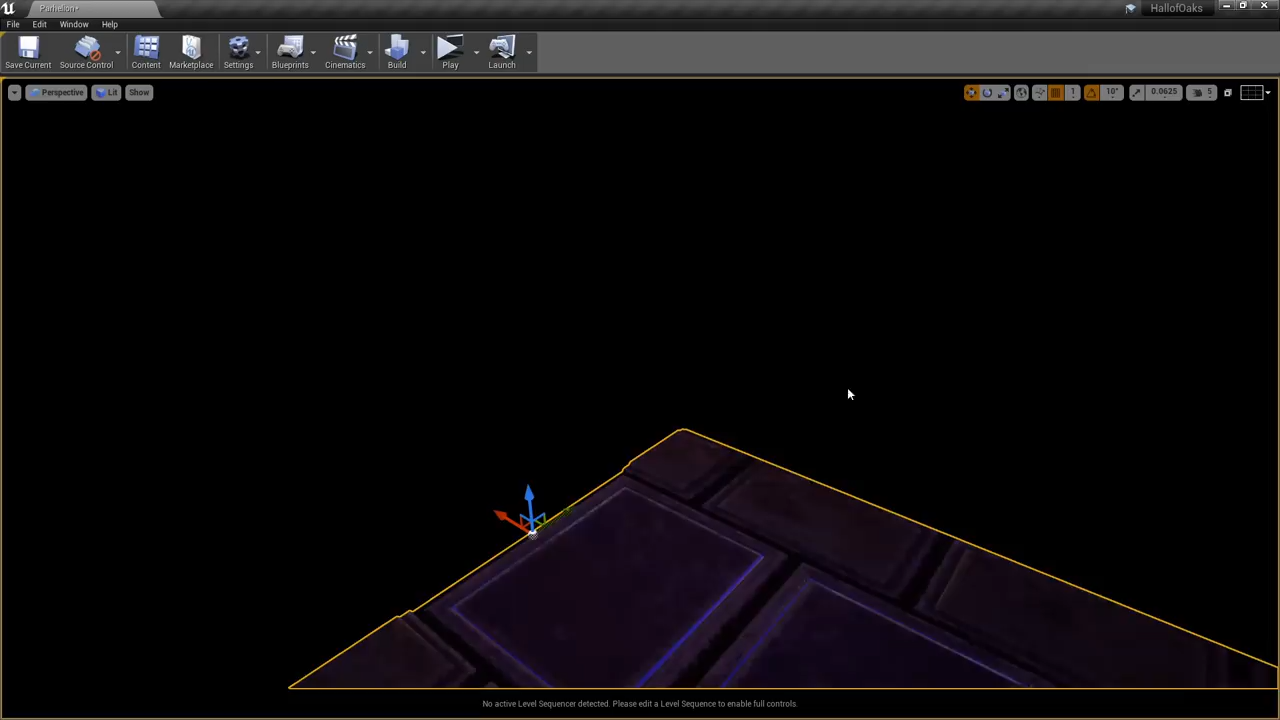 Parhelion*
HallofOaks
File Edit Window Help
Save Current Source Control Content Marketplace Settings Blueprints Cinematics Build Play Launch
Perspective Lit Show 1 10° 0.0625 5
No active Level Sequencer detected. Please edit a Level Sequence to enable full controls.